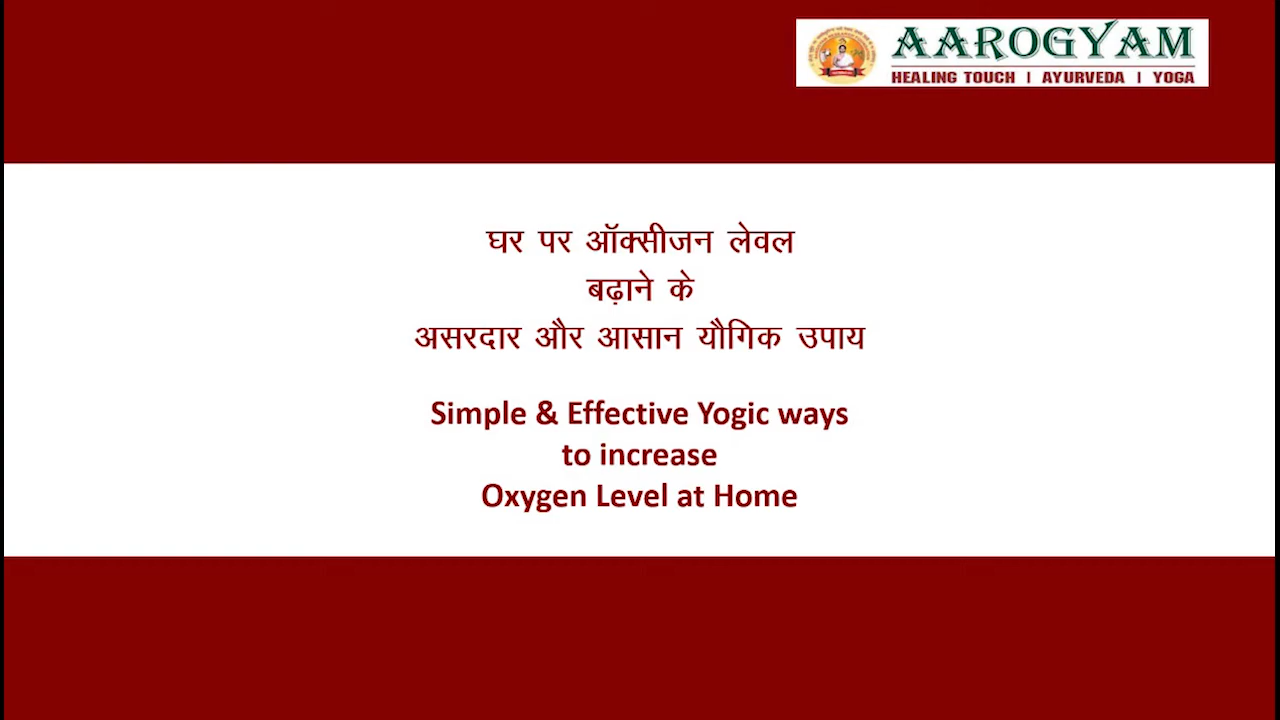 AAROGYAM
HEALING TOUCH | AYURVEDA | YOGA
घर पर ऑक्सीजन लेवल
बढ़ाने के
असरदार और आसान यौगिक उपाय
Simple & Effective Yogic ways
to increase
Oxygen Level at Home